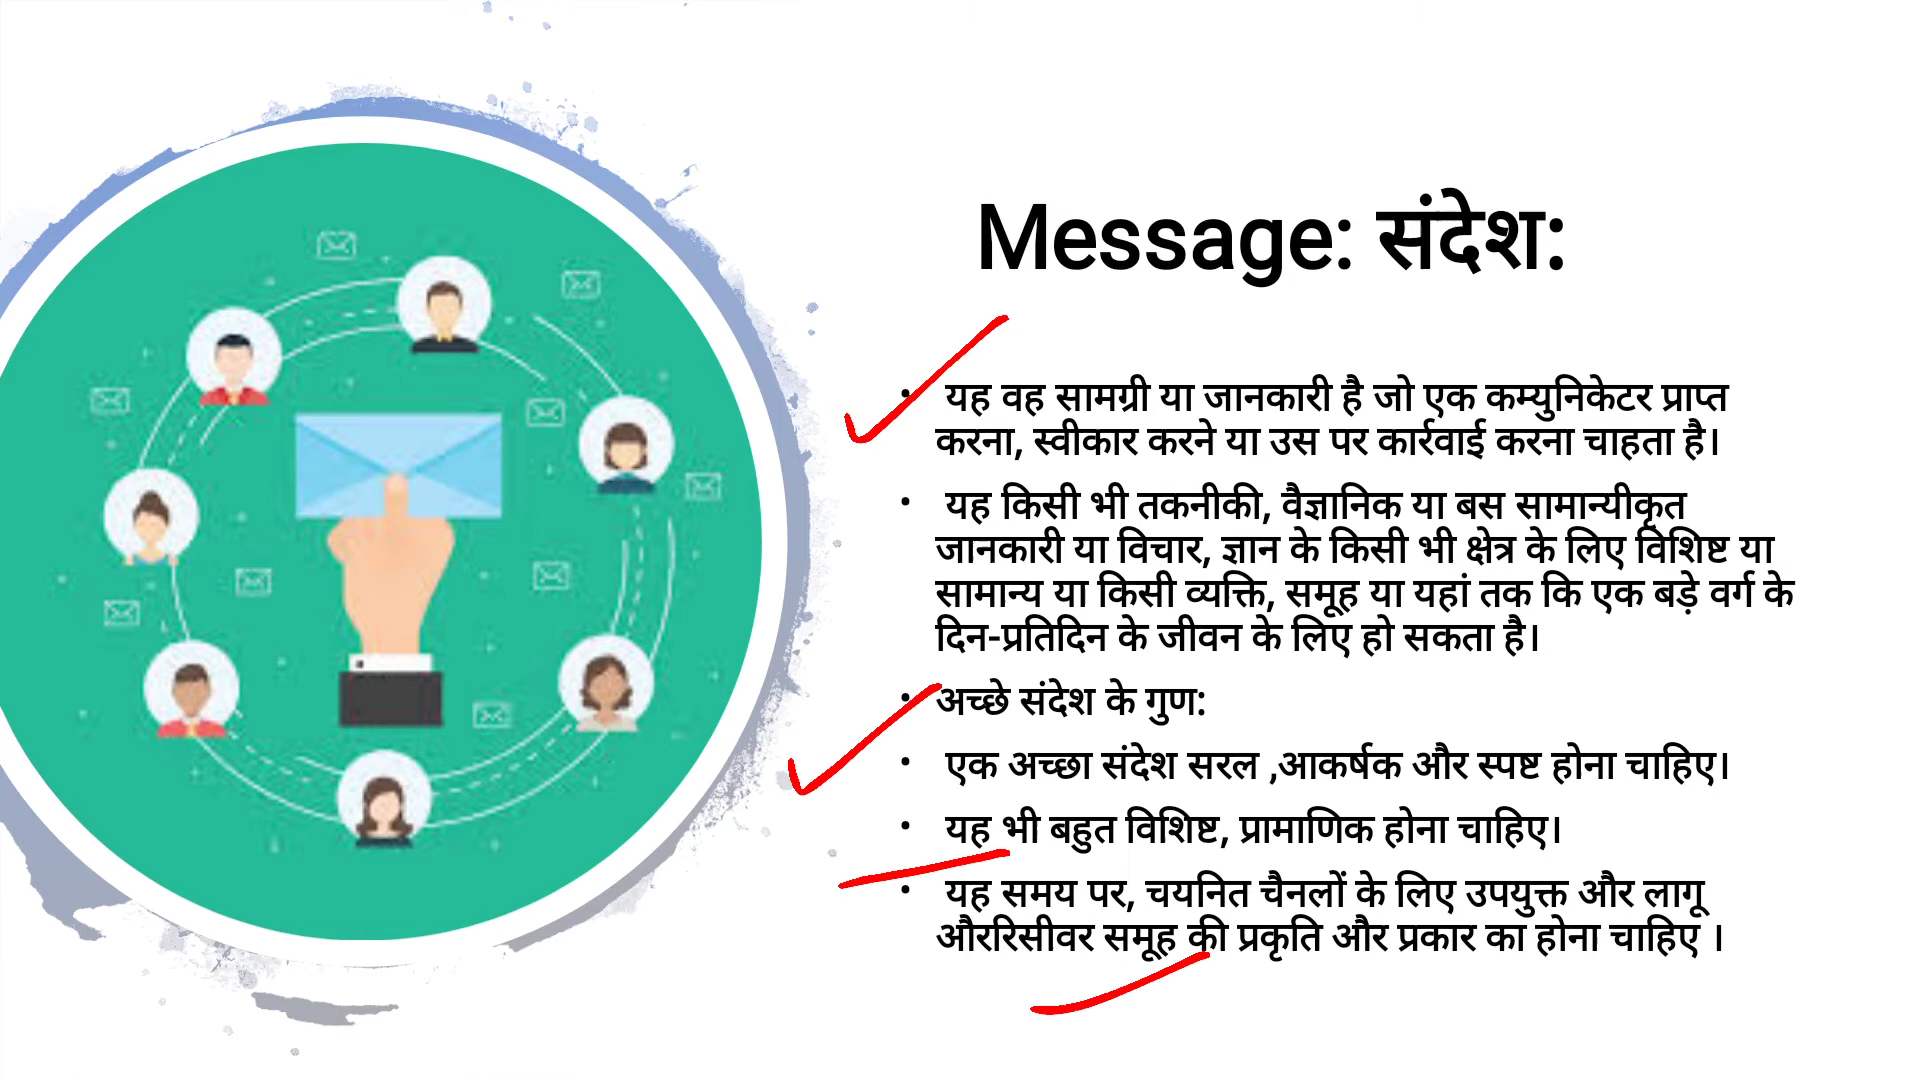 Message: संदेश:
• यह वह सामग्री या जानकारी है जो एक कम्युनिकेटर प्राप्त
करना, स्वीकार करने या उस पर कार्रवाई करना चाहता है।
• यह किसी भी तकनीकी, वैज्ञानिक या बस सामान्यीकृत
जानकारी या विचार, ज्ञान के किसी भी क्षेत्र के लिए विशिष्ट या
सामान्य या किसी व्यक्ति, समूह या यहां तक कि एक बड़े वर्ग के
दिन-प्रतिदिन के जीवन के लिए हो सकता है।
• अच्छे संदेश के गुण:
• एक अच्छा संदेश सरल ,आकर्षक और स्पष्ट होना चाहिए।
• यह भी बहुत विशिष्ट, प्रामाणिक होना चाहिए।
• यह समय पर, चयनित चैनलों के लिए उपयुक्त और लागू
औररिसीवर समूह की प्रकृति और प्रकार का होना चाहिए ।